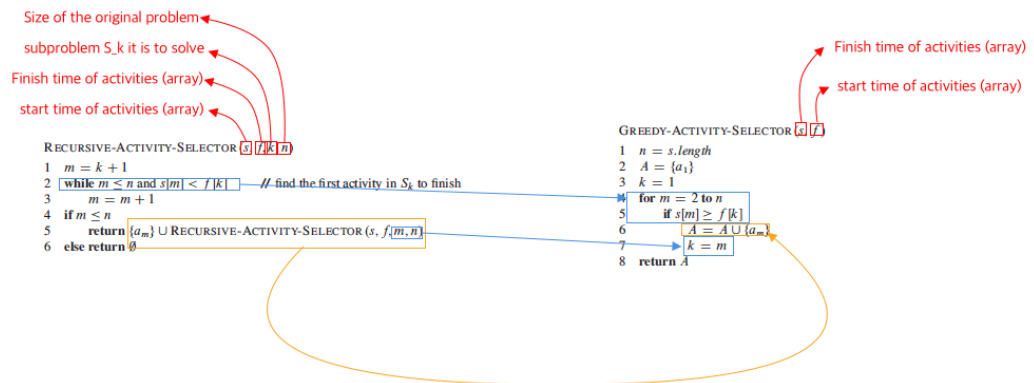 Size of the original problem
subproblem S_k it is to solve
Finish time of activities (array)
start time of activities (array)
RECURSIVE-ACTIVITY-SELECTOR(s, f, k, n)
1 m = k + 1
2 while m ≤ n and s[m] < f[k] // find the first activity in Sk to finish
3 m = m + 1
4 if m ≤ n
5 return {am} ∪ RECURSIVE-ACTIVITY-SELECTOR(s, f, m, n)
6 else return ∅
Finish time of activities (array)
start time of activities (array)
GREEDY-ACTIVITY-SELECTOR(s, f)
1 n = s.length
2 A = {a1}
3 k = 1
4 for m = 2 to n
5 if s[m] ≥ f[k]
6 A = A ∪ {am}
7 k = m
8 return A